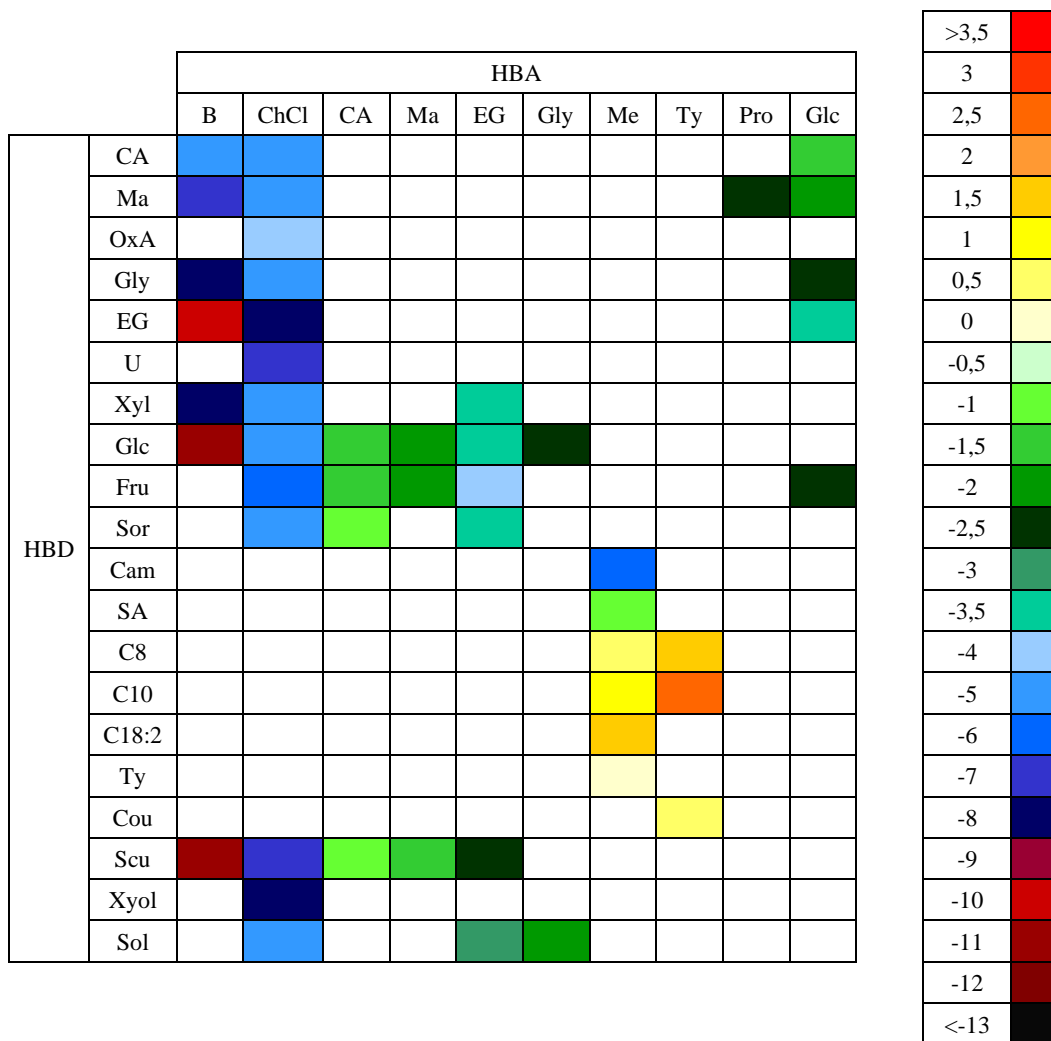 HBA
B ChCl CA Ma EG Gly Me Ty Pro Glc
HBD
CA
Ma
OxA
Gly
EG
U
Xyl
Glc
Fru
Sor
Cam
SA
C8
C10
C18:2
Ty
Cou
Scu
Xyol
Sol
>3,5
3
2,5
2
1,5
1
0,5
0
-0,5
-1
-1,5
-2
-2,5
-3
-3,5
-4
-5
-6
-7
-8
-9
-10
-11
-12
<-13